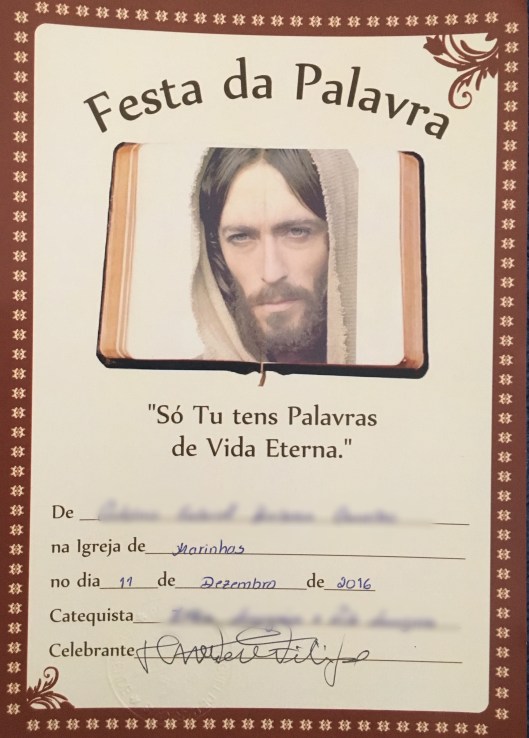 Festa da Palavra
"Só Tu tens Palavras
de Vida Eterna."
De
na Igreja de Marinhas
no dia 11 de Dezembro de 2016
Catequista
Celebrante